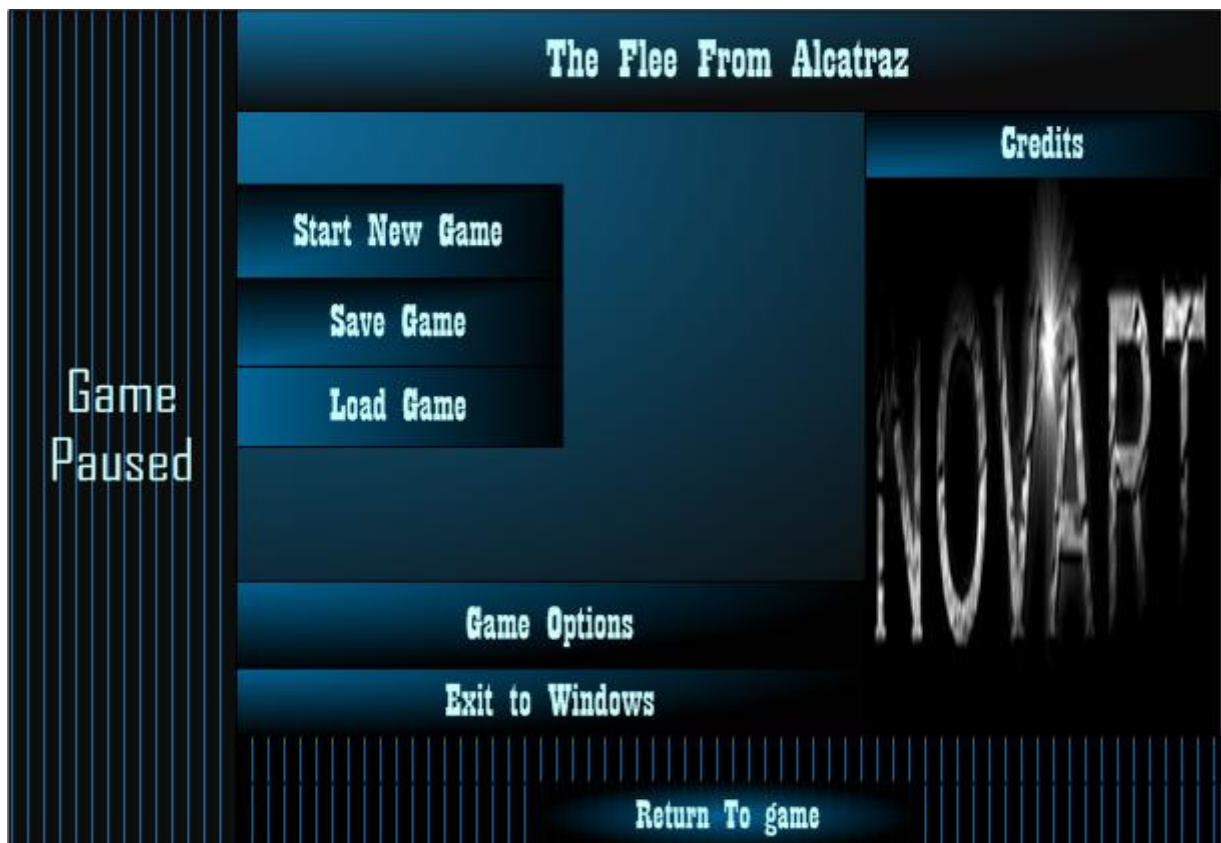 The Flee From Alcatraz
Credits
Start New Game
Save Game
Load Game
Game
Paused
NOVART
Game Options
Exit to Windows
Return To game